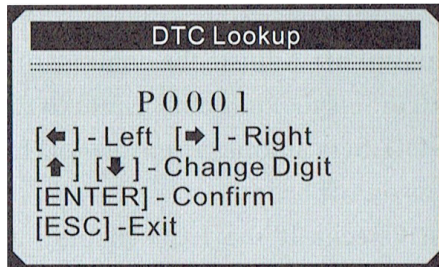 DTC Lookup
P0001
[←] - Left [→] - Right
[↑] [↓] - Change Digit
[ENTER] - Confirm
[ESC] -Exit